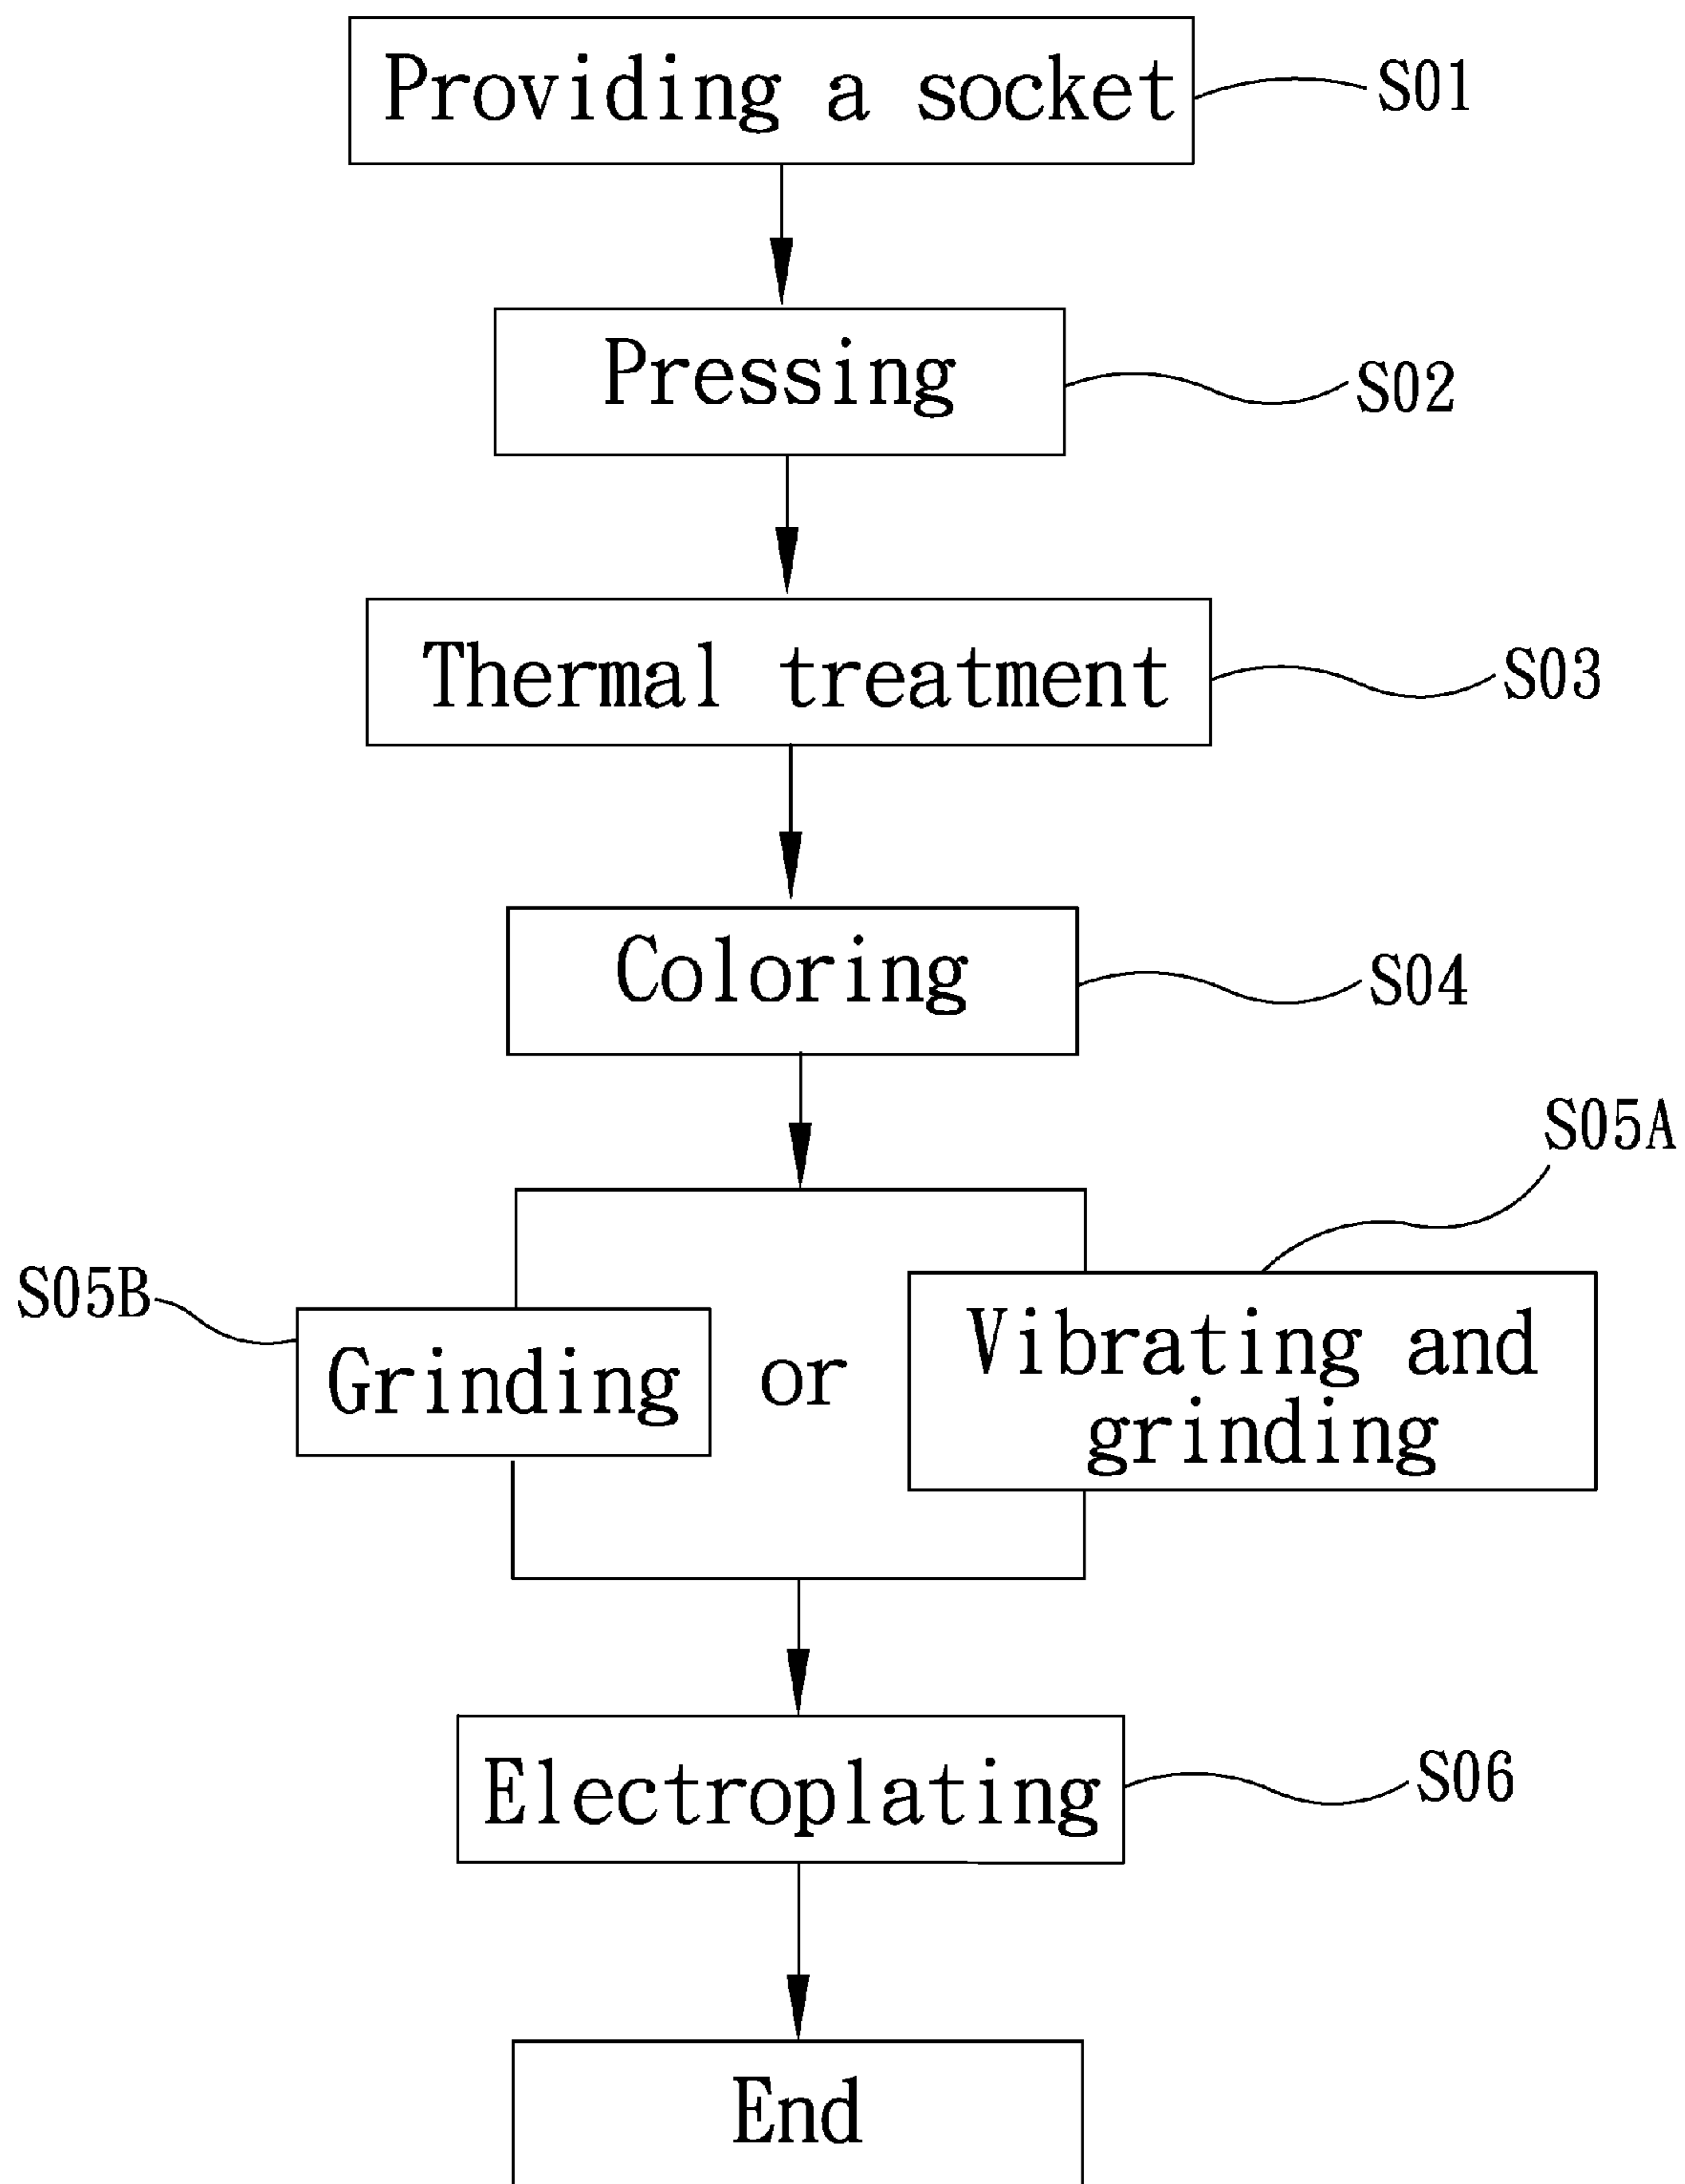 Providing a socket
S01
Pressing
S02
Thermal treatment
S03
Coloring
S04
S05A
S05B
Grinding
or
Vibrating and
grinding
Electroplating
S06
End